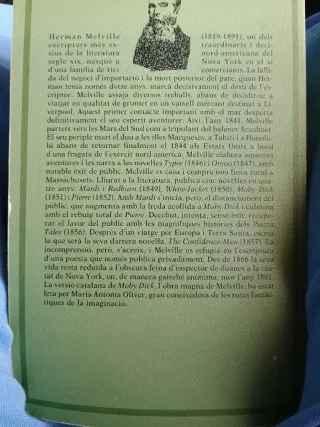 Herman Melville (1819-1891), un dels
escriptors més ex- traordinaris i deci-
sius de la literatura nord-americana del
segle XIX, nasqué a Nova York en el si
d'una família de rics comerciants. La falli-
da del negoci d'importació i la mort posterior del pare, quan Her-
man tenia només dotze anys, marcà decisivament el destí de l'es-
criptor. Melville assajà diversos treballs, abans de decidir-se a
viatjar en qualitat de grumet en un vaixell mercant destinat a Li-
verpool. Aquest primer contacte important amb el mar desperta
definitivament el seu esperit aventurer. Així, l'any 1841, Melville
parteix vers els Mars del Sud com a tripulant del balener Acushnet.
El seu periple marí el dou a les illes Marqueses, a Tahití i a Honolu-
lú abans de retornar finalment el 1844 als Estats Units a bord
d'una fragata de l'exèrcit nord-americà. Melville elabora aquestes
aventures i les narra a les novel·les Typee (1846) i Omoo (1847), amb
notable èxit de públic. Melville es casa i compra una finca rural a
Massachusets. Lliurat a la literatura, publica cinc novel·les en qua-
tre anys: Mardi i Redburn (1849), White-Jacket (1850), Moby Dick
(1851) i Pierre (1852). Amb Mardi s'inicia, però, el distanciament del
públic, que augmentà amb la freda acollida a Moby Dick i culmina
amb el rebuig total de Pierre. Decebut, intenta, sense èxit, recupe-
rar el favor del públic amb les magnífiques històries dels Piazza
Tales (1856). Després d'un viatge per Europa i Terra Santa, escriu
la que serà la seva darrera novel·la, The Confidence-Man (1857). La
incomprensió, però, s'accreix, i Melville es refugia en l'escriptura
d'una poesia que només publica privadament. Des de 1866 la seva
vida resta reduïda a l'obscura feina d'inspector de duanes a la ciu-
tat de Nova York, on, de manera gairebé anònima, mor l'any 1891.
La versió catalana de Moby Dick, l'obra magna de Melville, ha estat
feta per Maria Antònia Oliver, gran coneixedora de les rutes fantàs-
tiques de la imaginació.